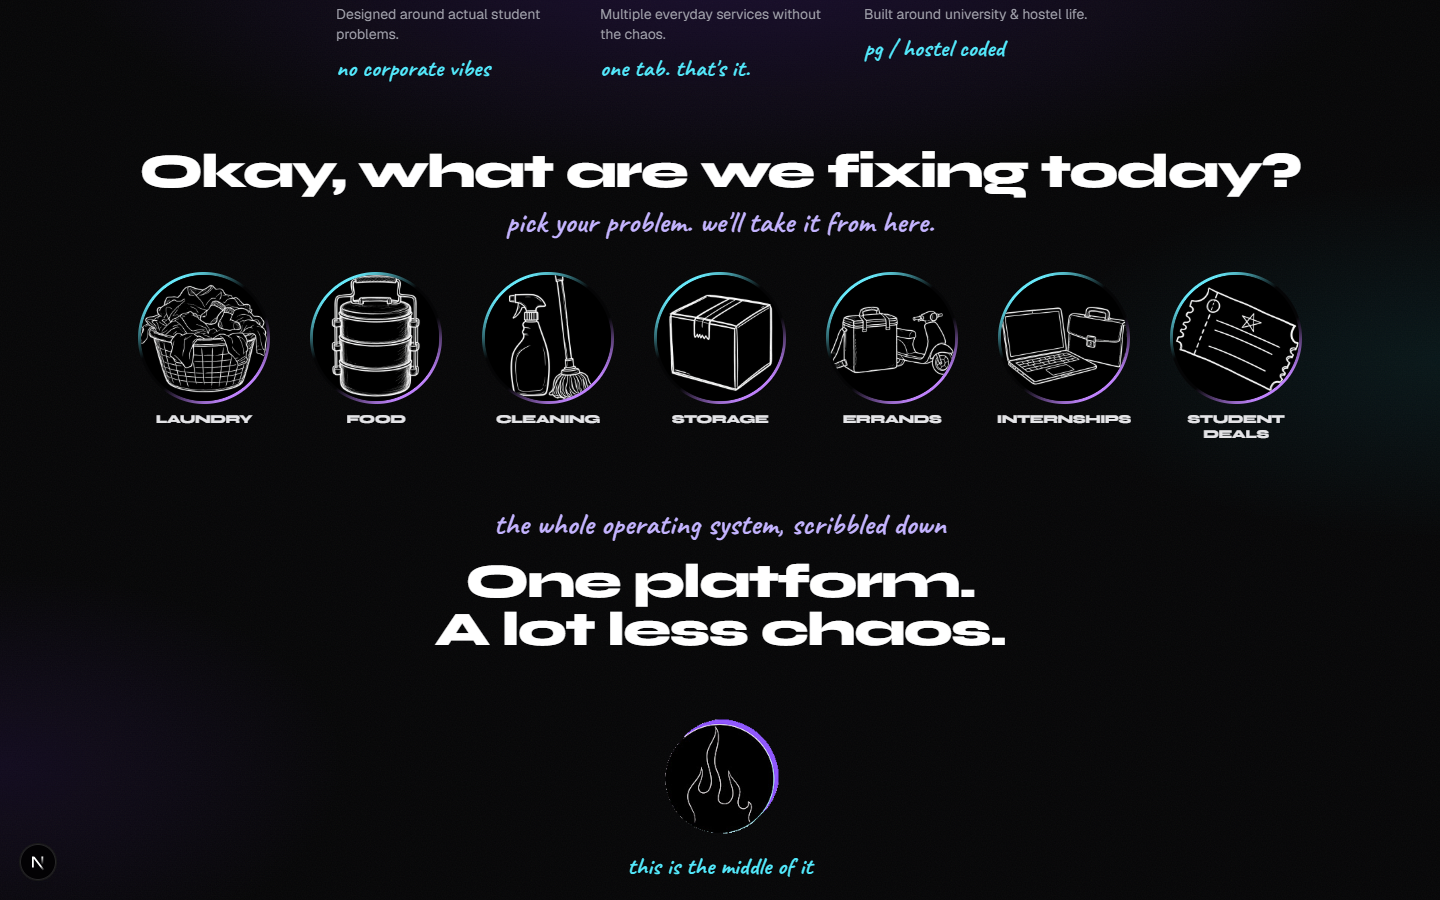 Designed around actual student
problems.
no corporate vibes
Multiple everyday services without
the chaos.
one tab. that's it.
Built around university & hostel life.
pg / hostel coded
Okay, what are we fixing today?
pick your problem. we'll take it from here.
LAUNDRY
FOOD
CLEANING
STORAGE
ERRANDS
INTERNSHIPS
STUDENT
DEALS
the whole operating system, scribbled down
One platform.
A lot less chaos.
this is the middle of it
N